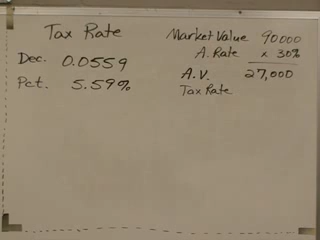 Tax Rate
Dec. 0.0559
Pct. 5.59%
Market Value 90000
A. Rate x 30%
A.V. 27,000
Tax Rate